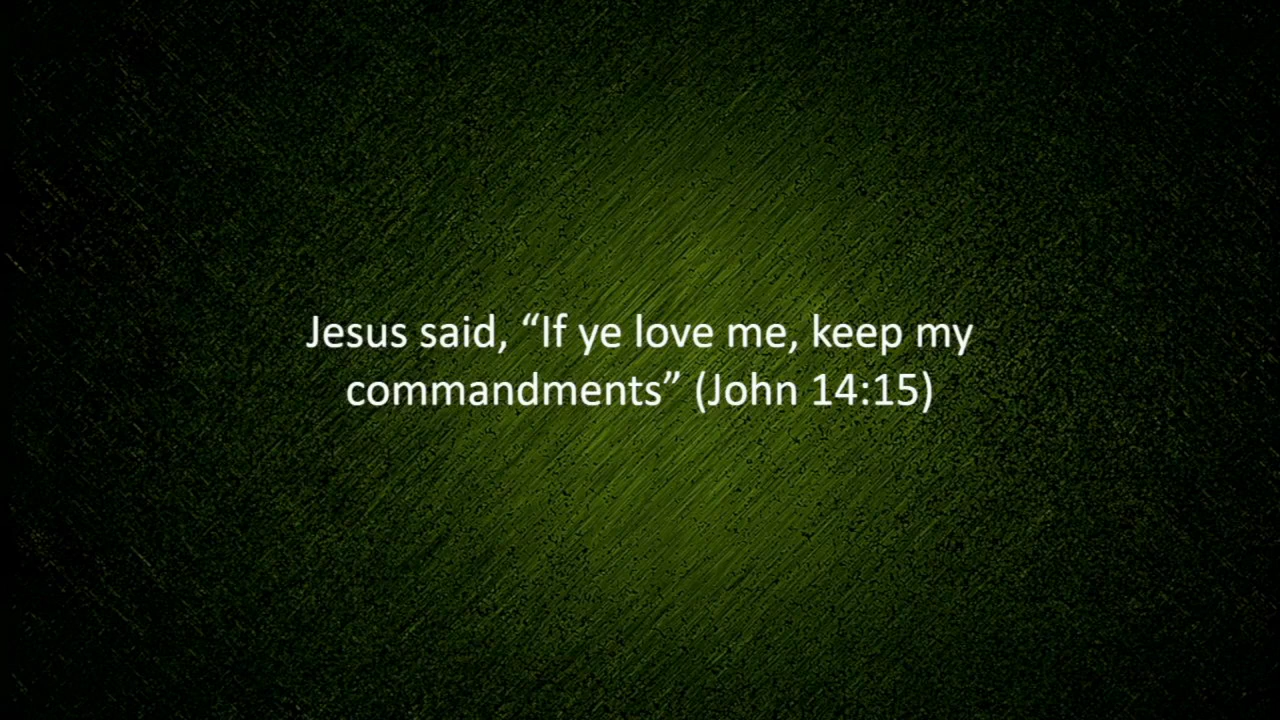 Jesus said, “If ye love me, keep my
commandments” (John 14:15)